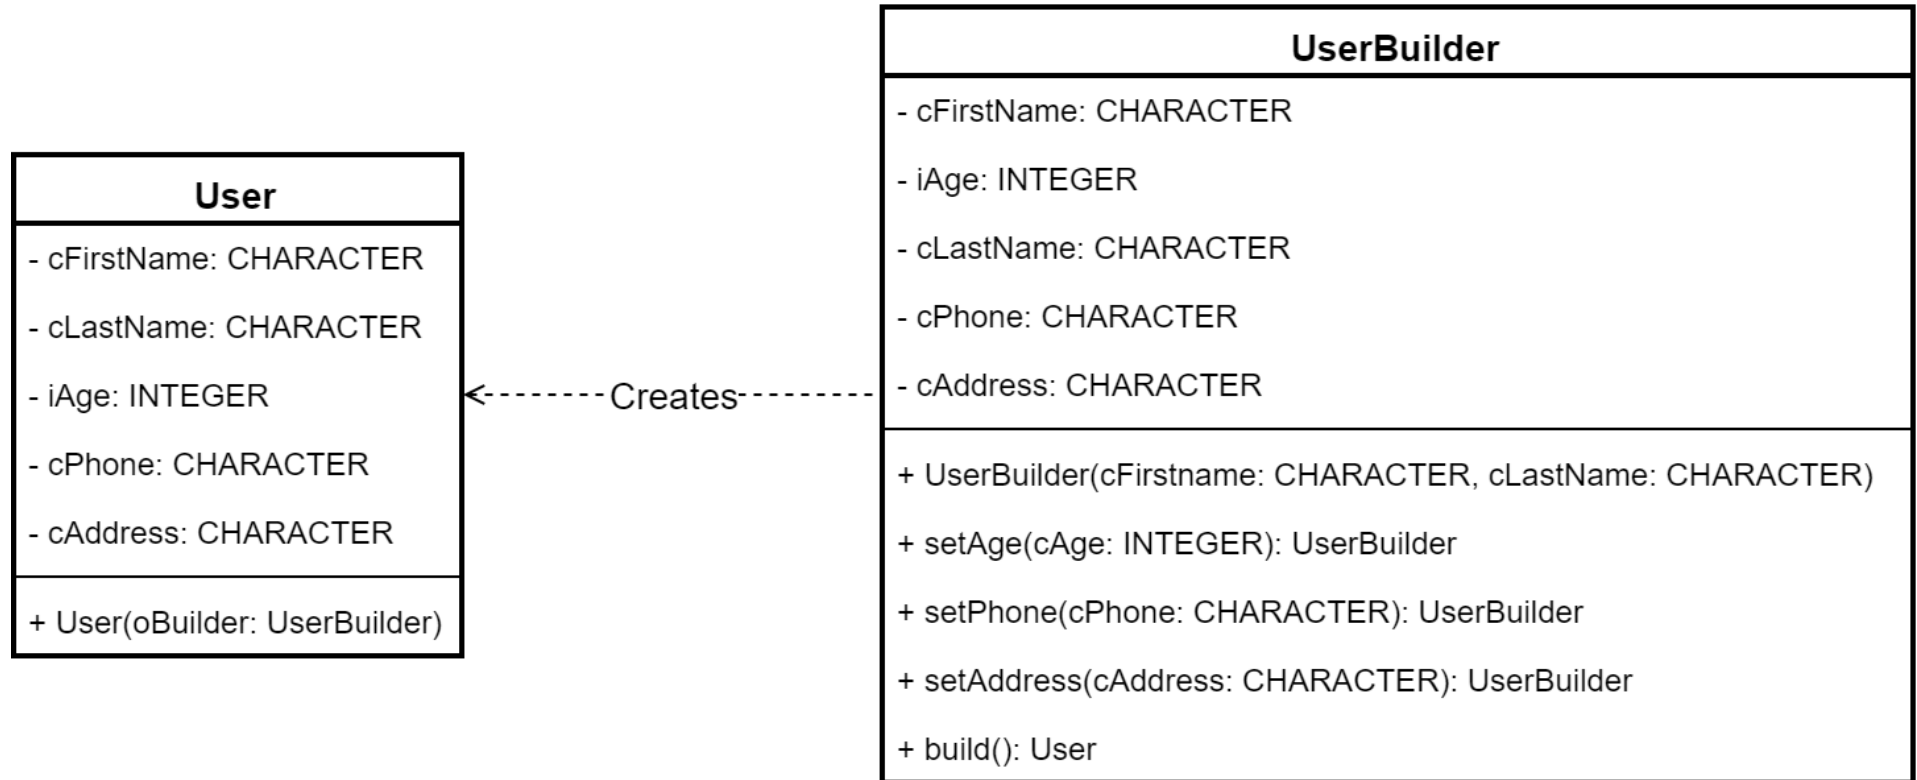 User
- cFirstName: CHARACTER
- cLastName: CHARACTER
- iAge: INTEGER
- cPhone: CHARACTER
- cAddress: CHARACTER
+ User(oBuilder: UserBuilder)
Creates
UserBuilder
- cFirstName: CHARACTER
- iAge: INTEGER
- cLastName: CHARACTER
- cPhone: CHARACTER
- cAddress: CHARACTER
+ UserBuilder(cFirstname: CHARACTER, cLastName: CHARACTER)
+ setAge(cAge: INTEGER): UserBuilder
+ setPhone(cPhone: CHARACTER): UserBuilder
+ setAddress(cAddress: CHARACTER): UserBuilder
+ build(): User